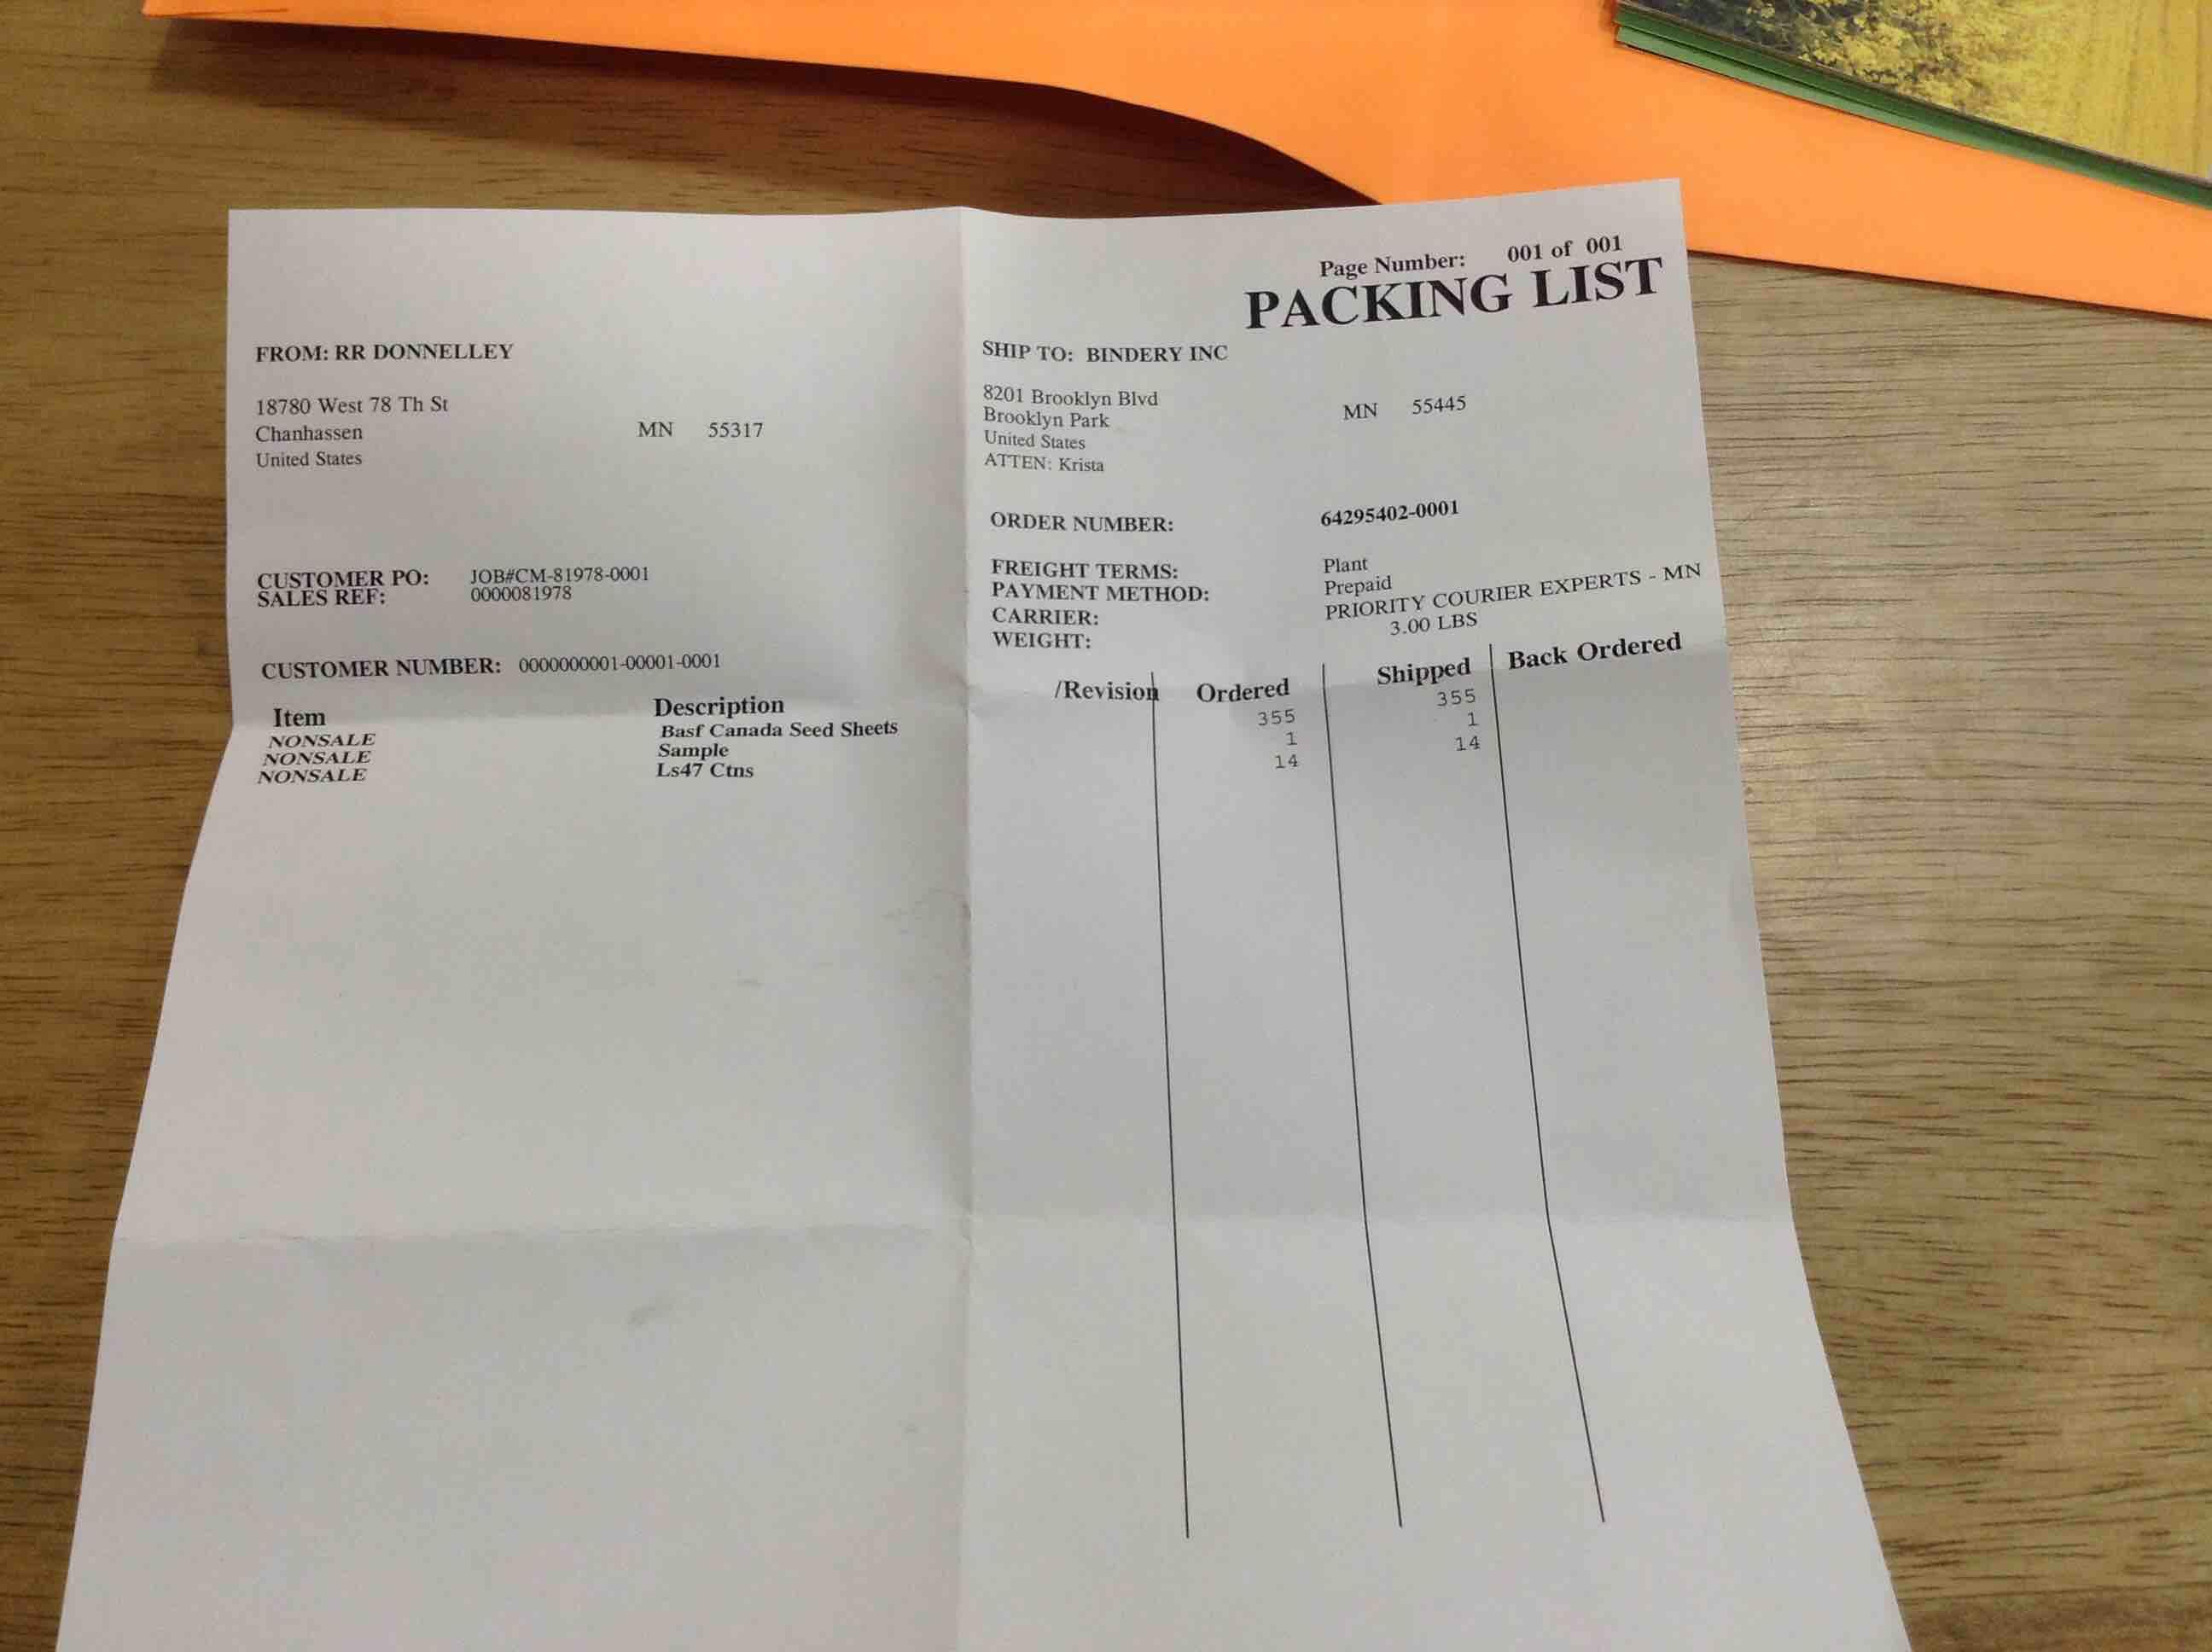 Page Number: 001 of 001
PACKING LIST
FROM: RR DONNELLEY
18780 West 78 Th St
Chanhassen MN 55317
United States
SHIP TO: BINDERY INC
8201 Brooklyn Blvd
Brooklyn Park MN 55445
United States
ATTEN: Krista
ORDER NUMBER: 64295402-0001
CUSTOMER PO: JOB#CM-81978-0001
SALES REF: 0000081978
FREIGHT TERMS: Plant
PAYMENT METHOD: Prepaid
CARRIER: PRIORITY COURIER EXPERTS - MN
WEIGHT: 3.00 LBS
CUSTOMER NUMBER: 0000000001-00001-0001
Item Description /Revision Ordered Shipped Back Ordered
NONSALE Basf Canada Seed Sheets 355 355
NONSALE Sample 1 1
NONSALE Ls47 Ctns 14 14